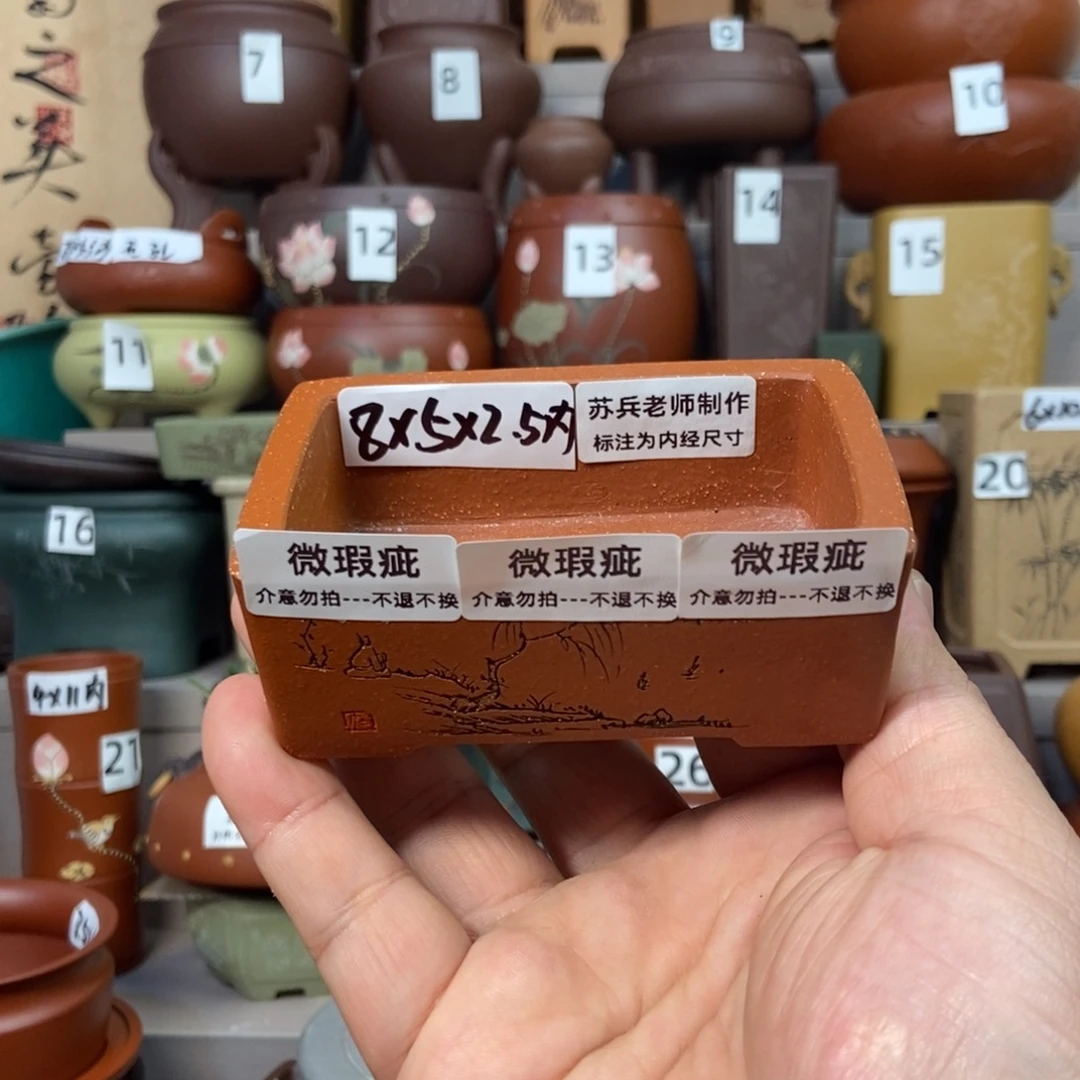 之
美
壶
7
8
9
10
11
12
13
14
15
16
20
21
26
4x11内
8x5x2.5内
苏兵老师制作
标注为内经尺寸
微瑕疵
介意勿拍---不退不换
微瑕疵
介意勿拍---不退不换
微瑕疵
介意勿拍---不退不换